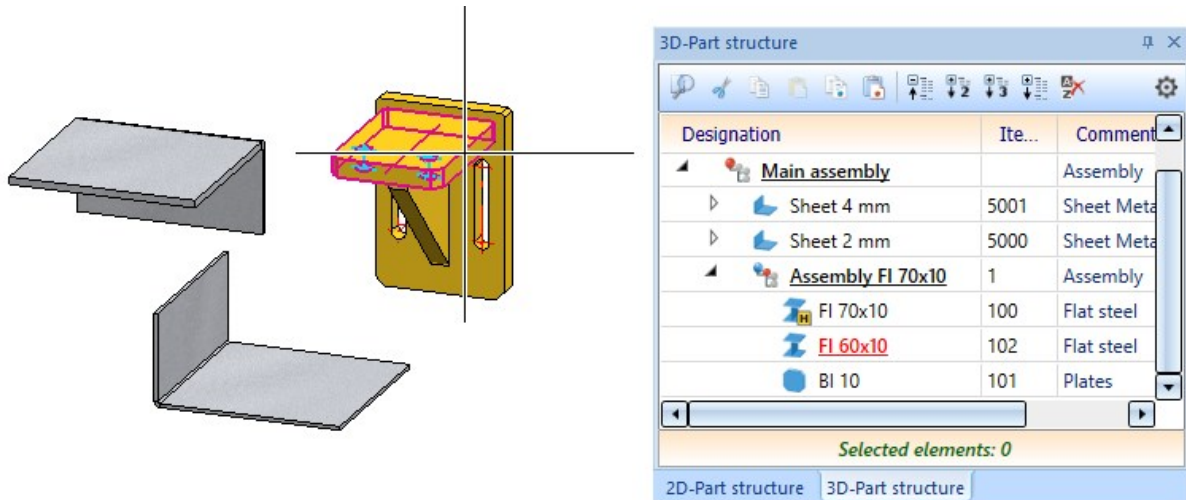 3D-Part structure
2 3 A Z
Designation Ite... Comment
Main assembly Assembly
Sheet 4 mm 5001 Sheet Meta
Sheet 2 mm 5000 Sheet Meta
Assembly Fl 70x10 1 Assembly
H Fl 70x10 100 Flat steel
Fl 60x10 102 Flat steel
Bl 10 101 Plates
Selected elements: 0
2D-Part structure 3D-Part structure